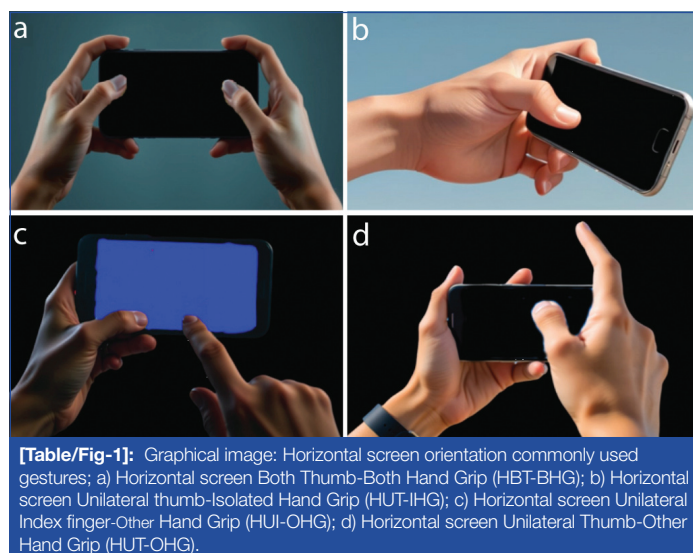 a
b
c
d
[Table/Fig-1]: Graphical image: Horizontal screen orientation commonly used
gestures; a) Horizontal screen Both Thumb-Both Hand Grip (HBT-BHG); b) Horizontal
screen Unilateral thumb-Isolated Hand Grip (HUT-IHG); c) Horizontal screen Unilateral
Index finger-Other Hand Grip (HUI-OHG); d) Horizontal screen Unilateral Thumb-Other
Hand Grip (HUT-OHG).